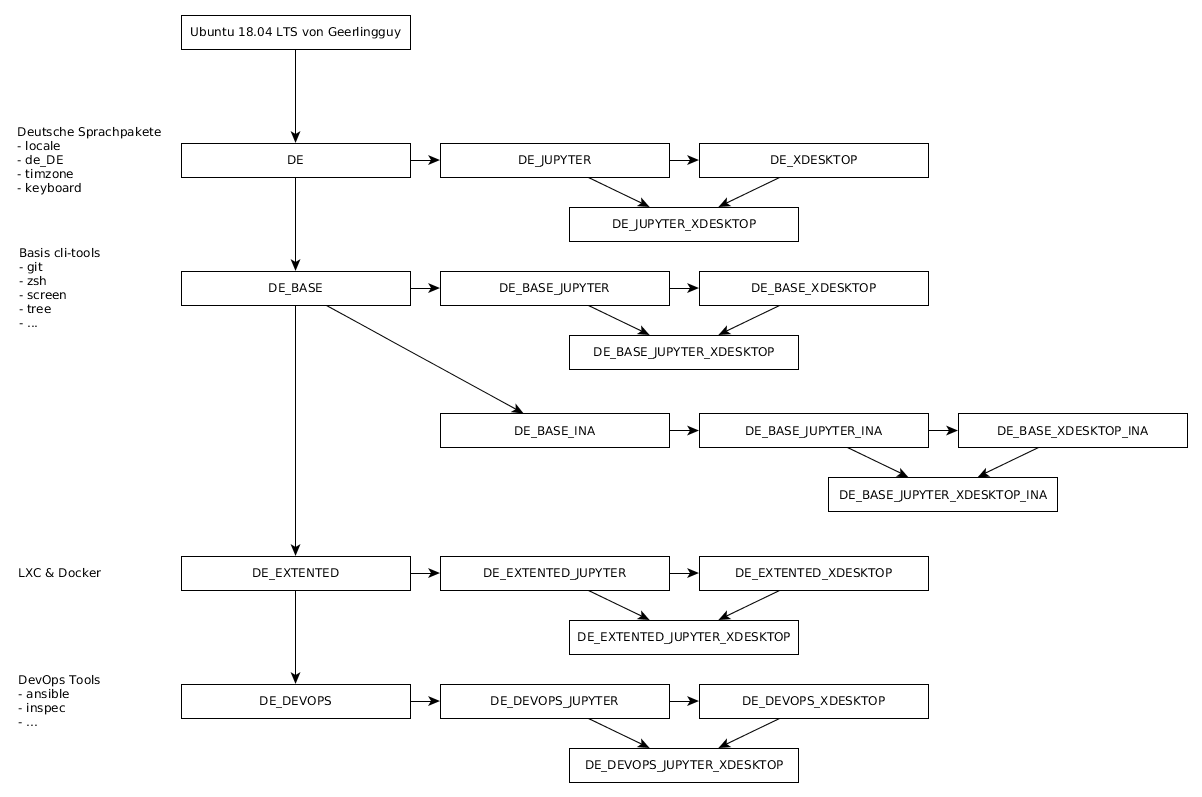 Ubuntu 18.04 LTS von Geerlingguy
Deutsche Sprachpakete
- locale
- de_DE
- timzone
- keyboard
DE
DE_JUPYTER
DE_XDESKTOP
DE_JUPYTER_XDESKTOP
Basis cli-tools
- git
- zsh
- screen
- tree
- ...
DE_BASE
DE_BASE_JUPYTER
DE_BASE_XDESKTOP
DE_BASE_JUPYTER_XDESKTOP
DE_BASE_INA
DE_BASE_JUPYTER_INA
DE_BASE_XDESKTOP_INA
DE_BASE_JUPYTER_XDESKTOP_INA
LXC & Docker
DE_EXTENTED
DE_EXTENTED_JUPYTER
DE_EXTENTED_XDESKTOP
DE_EXTENTED_JUPYTER_XDESKTOP
DevOps Tools
- ansible
- inspec
- ...
DE_DEVOPS
DE_DEVOPS_JUPYTER
DE_DEVOPS_XDESKTOP
DE_DEVOPS_JUPYTER_XDESKTOP